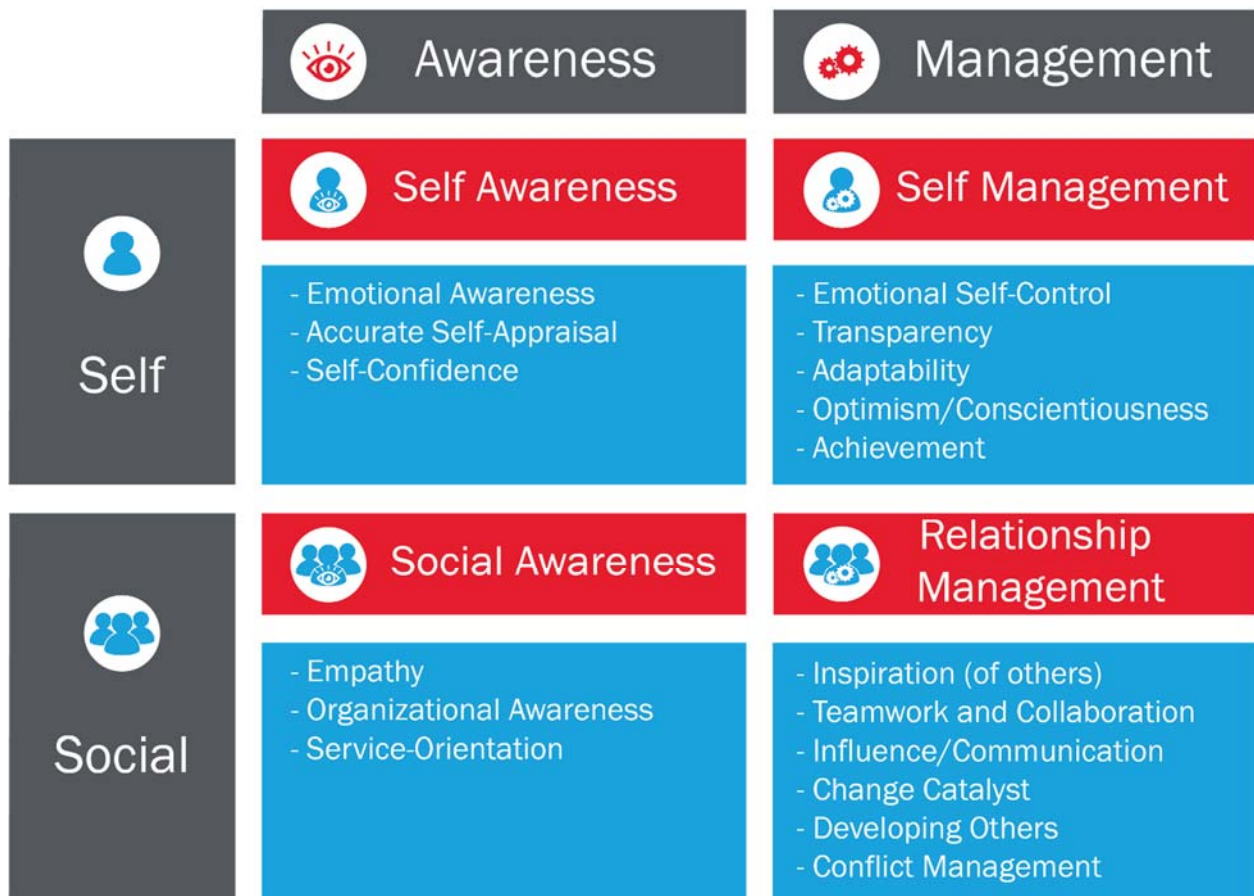 Awareness
Management
Self
Self Awareness
- Emotional Awareness
- Accurate Self-Appraisal
- Self-Confidence
Self Management
- Emotional Self-Control
- Transparency
- Adaptability
- Optimism/Conscientiousness
- Achievement
Social
Social Awareness
- Empathy
- Organizational Awareness
- Service-Orientation
Relationship
Management
- Inspiration (of others)
- Teamwork and Collaboration
- Influence/Communication
- Change Catalyst
- Developing Others
- Conflict Management